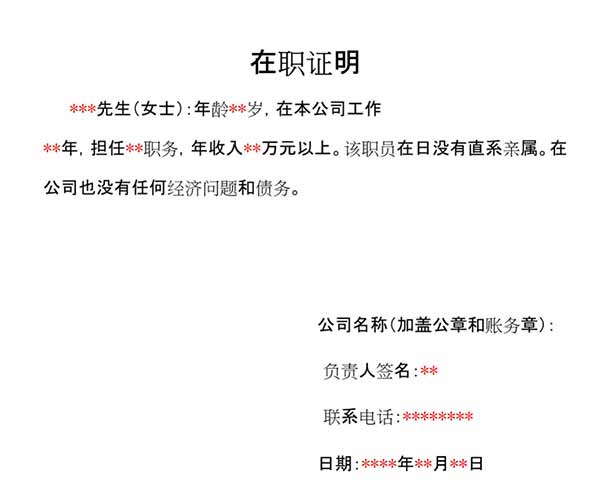 在职证明
***先生(女士):年龄**岁,在本公司工作
**年,担任**职务,年收入**万元以上。该职员在日没有直系亲属。在
公司也没有任何经济问题和债务。
公司名称(加盖公章和账务章):
负责人签名:**
联系电话:********
日期:****年**月**日